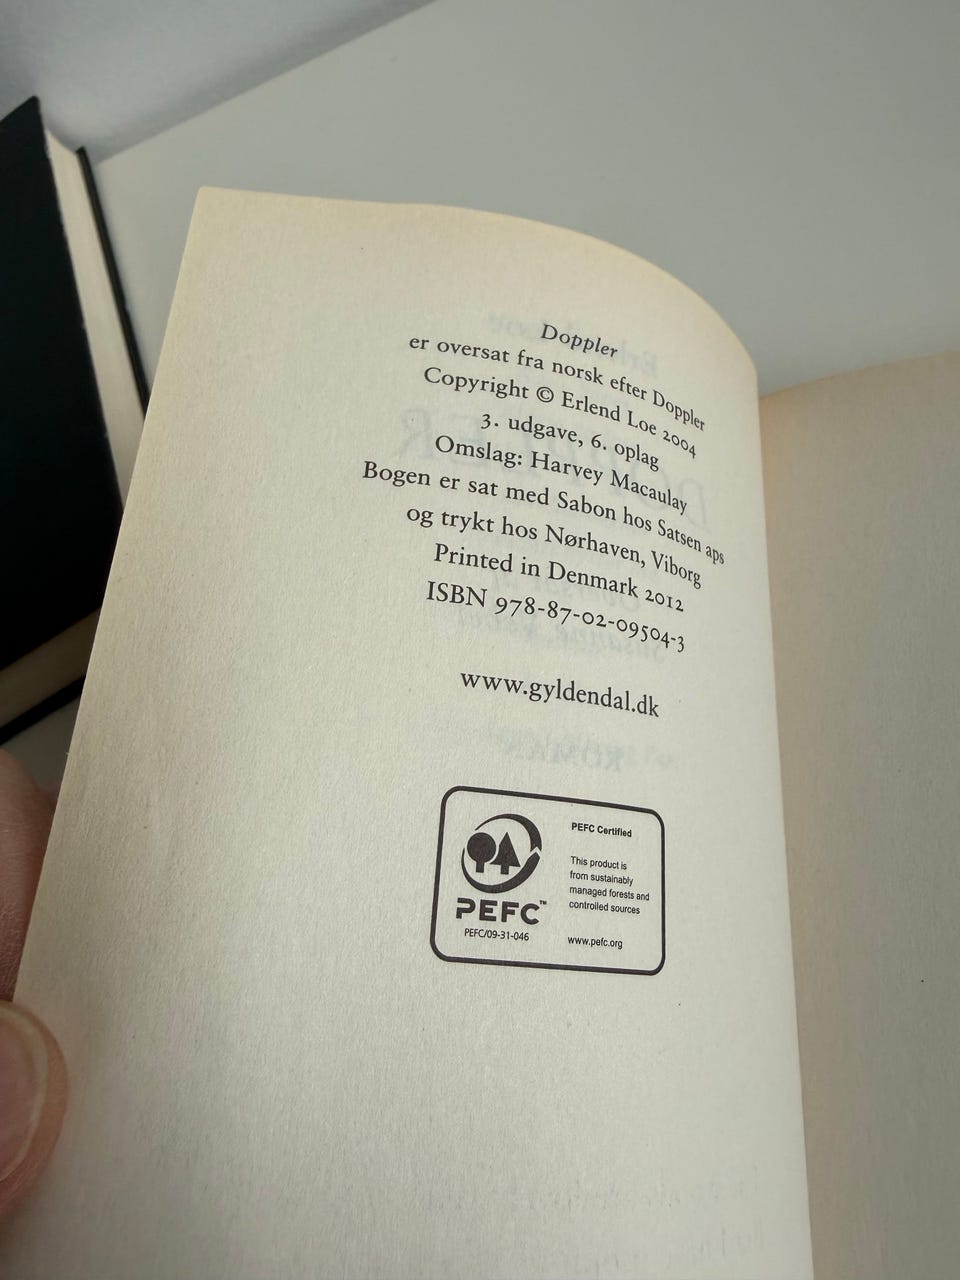 Doppler
er oversat fra norsk efter Doppler
Copyright © Erlend Loe 2004
3. udgave, 6. oplag
Omslag: Harvey Macaulay
Bogen er sat med Sabon hos Satsen aps
og trykt hos Nørhaven, Viborg
Printed in Denmark 2012
ISBN 978-87-02-09504-3
www.gyldendal.dk
PEFC™
PEFC/09-31-046
PEFC Certified
This product is
from sustainably
managed forests and
controlled sources
www.pefc.org